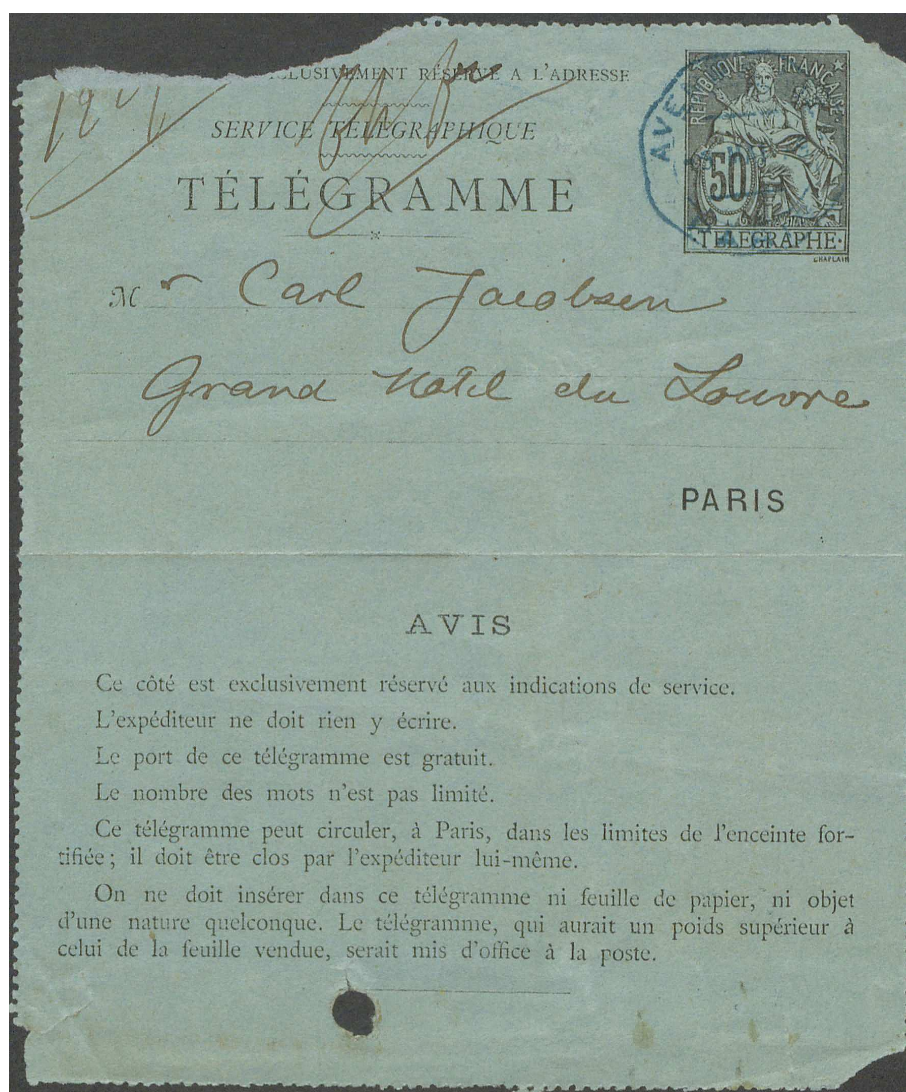 EXCLUSIVEMENT RÉSERVÉ A L'ADRESSE
SERVICE TÉLÉGRAPHIQUE
TÉLÉGRAMME
RÉPUBLIQUE FRANÇAISE
50
TÉLÉGRAPHE
CHAPLAIN
AVE
Mr Carl Jacobsen
Grand Hôtel du Louvre
PARIS
AVIS
Ce côté est exclusivement réservé aux indications de service.
L'expéditeur ne doit rien y écrire.
Le port de ce télégramme est gratuit.
Le nombre des mots n'est pas limité.
Ce télégramme peut circuler, à Paris, dans les limites de l'enceinte for-
tifiée; il doit être clos par l'expéditeur lui-même.
On ne doit insérer dans ce télégramme ni feuille de papier, ni objet
d'une nature quelconque. Le télégramme, qui aurait un poids supérieur à
celui de la feuille vendue, serait mis d'office à la poste.